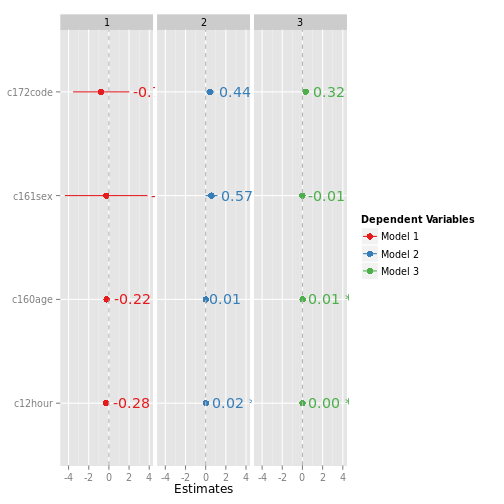 1 2 3
c172code -0. 0.44 0.32
c161sex - 0.57 -0.01
c160age -0.22 0.01 0.01 *
c12hour -0.28 0.02 * 0.00 *
-4 -2 0 2 4 -4 -2 0 2 4 -4 -2 0 2 4
Estimates
Dependent Variables
Model 1
Model 2
Model 3